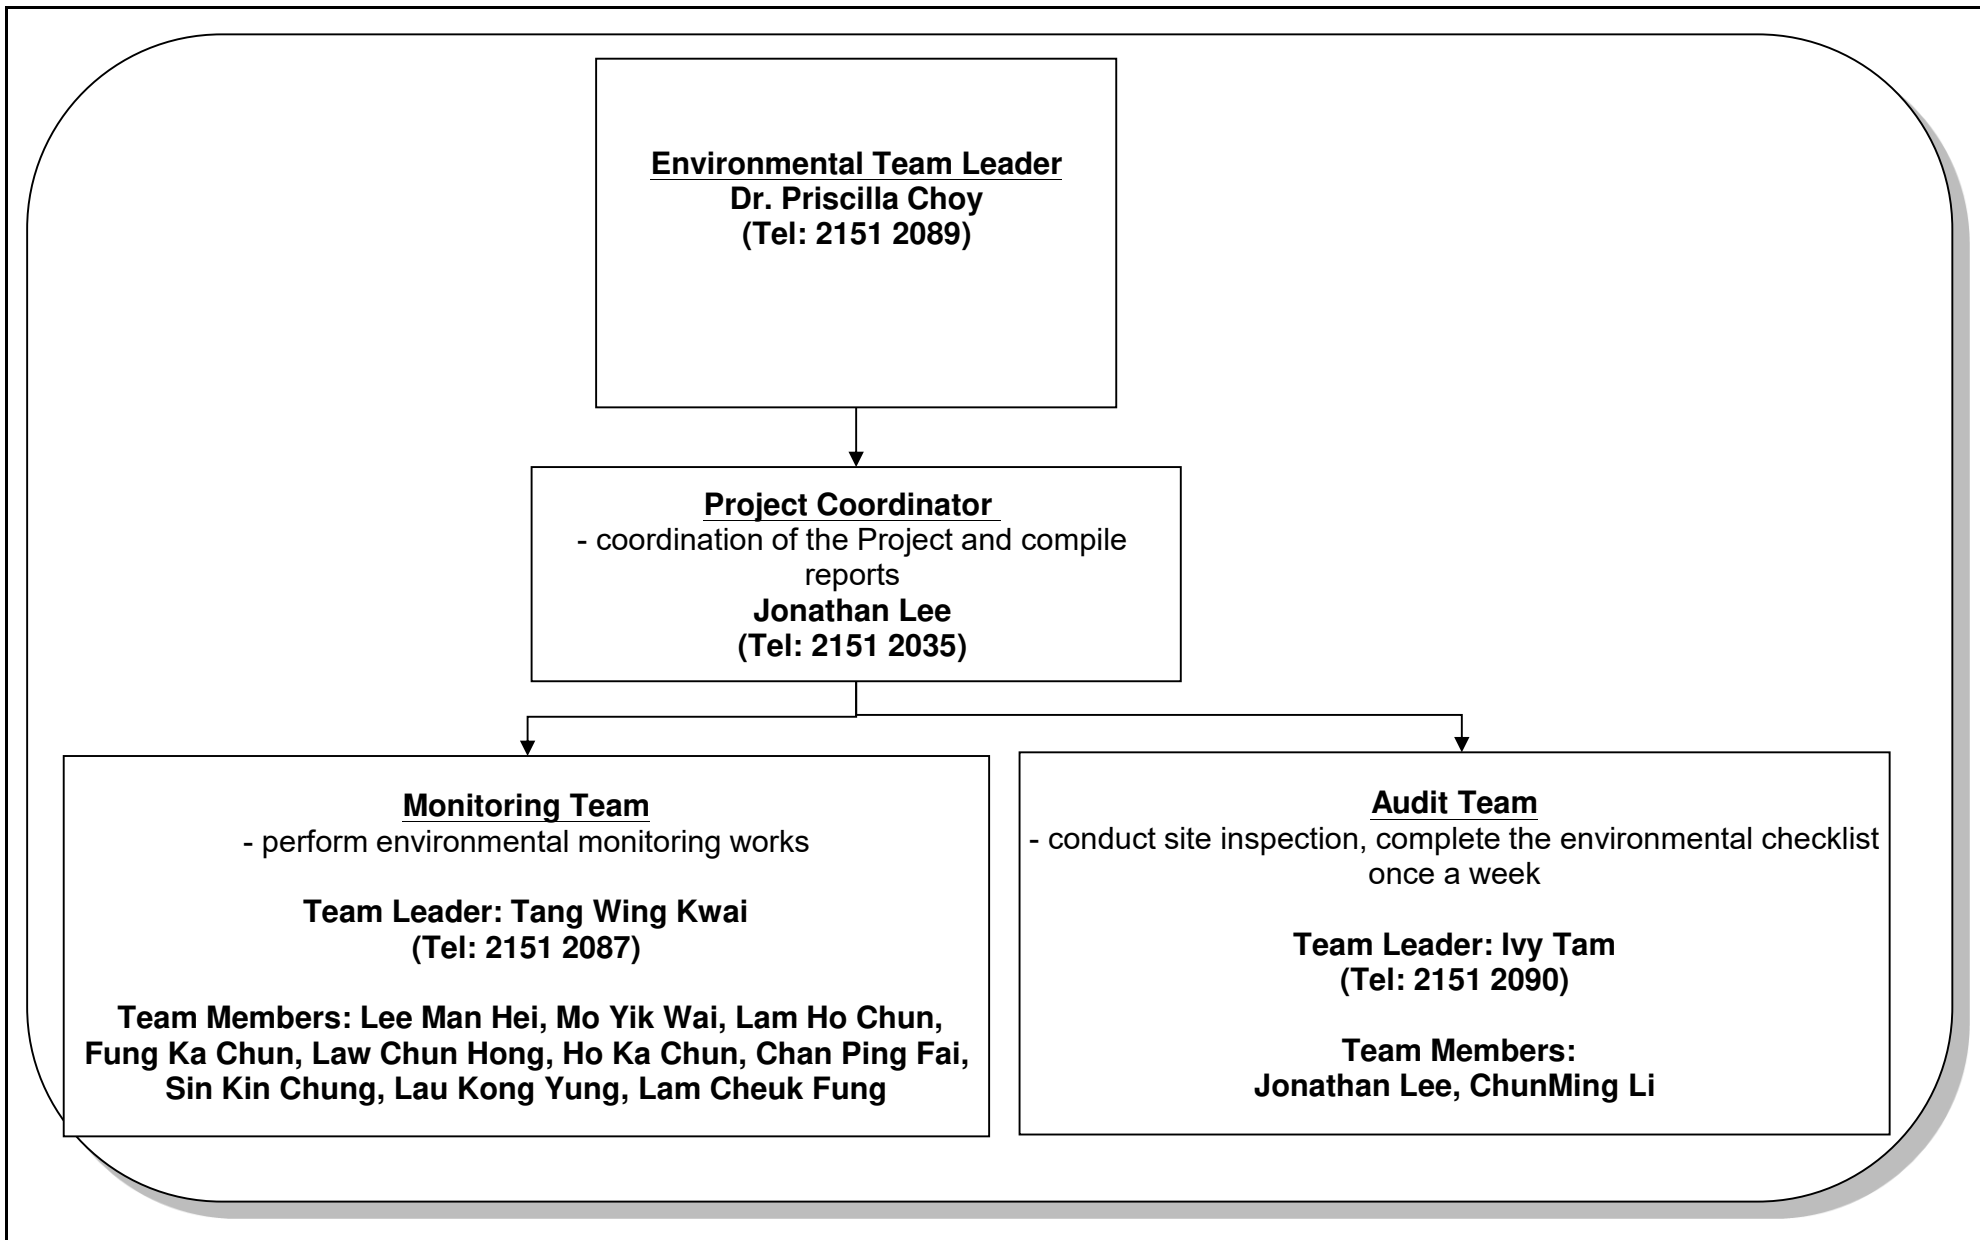 Environmental Team Leader
Dr. Priscilla Choy
(Tel: 2151 2089)
Project Coordinator
- coordination of the Project and compile
reports
Jonathan Lee
(Tel: 2151 2035)
Monitoring Team
- perform environmental monitoring works
Team Leader: Tang Wing Kwai
(Tel: 2151 2087)
Team Members: Lee Man Hei, Mo Yik Wai, Lam Ho Chun,
Fung Ka Chun, Law Chun Hong, Ho Ka Chun, Chan Ping Fai,
Sin Kin Chung, Lau Kong Yung, Lam Cheuk Fung
Audit Team
- conduct site inspection, complete the environmental checklist
once a week
Team Leader: Ivy Tam
(Tel: 2151 2090)
Team Members:
Jonathan Lee, ChunMing Li